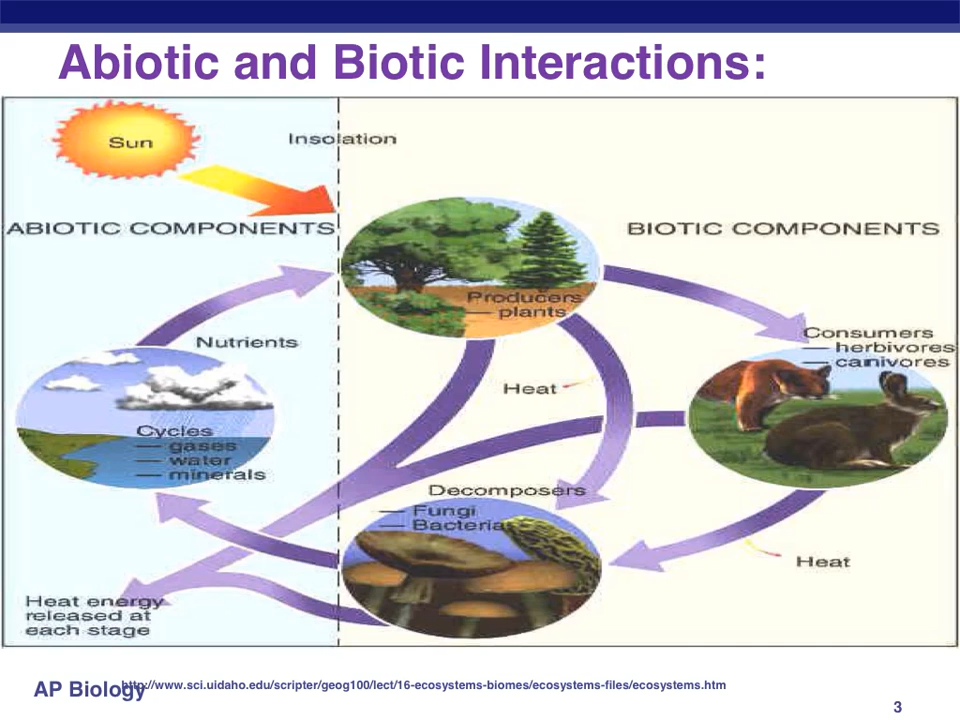 Abiotic and Biotic Interactions:
Sun
Insolation
ABIOTIC COMPONENTS
BIOTIC COMPONENTS
Producers
— plants
Consumers
— herbivores
— carnivores
Nutrients
Heat
Cycles
— gases
— water
— minerals
Decomposers
— Fungi
— Bacteria
Heat
Heat energy
released at
each stage
AP Biology
http://www.sci.uidaho.edu/scripter/geog100/lect/16-ecosystems-biomes/ecosystems-files/ecosystems.htm
3